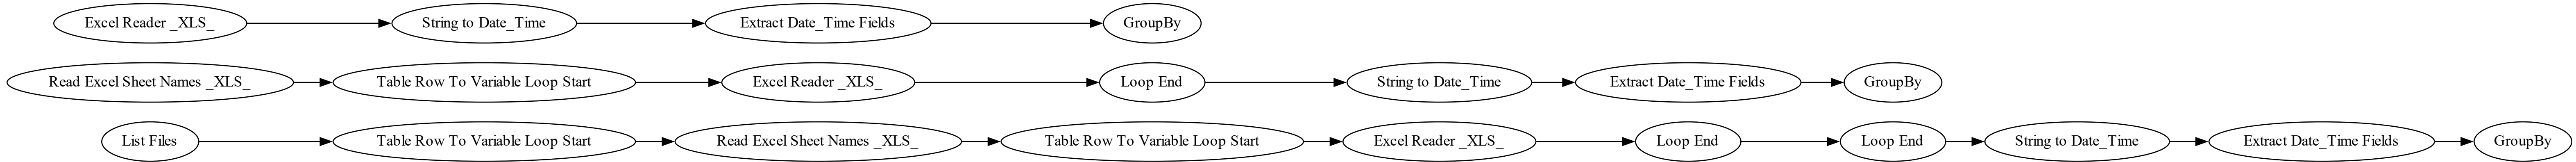 Excel Reader _XLS_ String to Date_Time Extract Date_Time Fields GroupBy
Read Excel Sheet Names _XLS_ Table Row To Variable Loop Start Excel Reader _XLS_ Loop End String to Date_Time Extract Date_Time Fields GroupBy
List Files Table Row To Variable Loop Start Read Excel Sheet Names _XLS_ Table Row To Variable Loop Start Excel Reader _XLS_ Loop End Loop End String to Date_Time Extract Date_Time Fields GroupBy